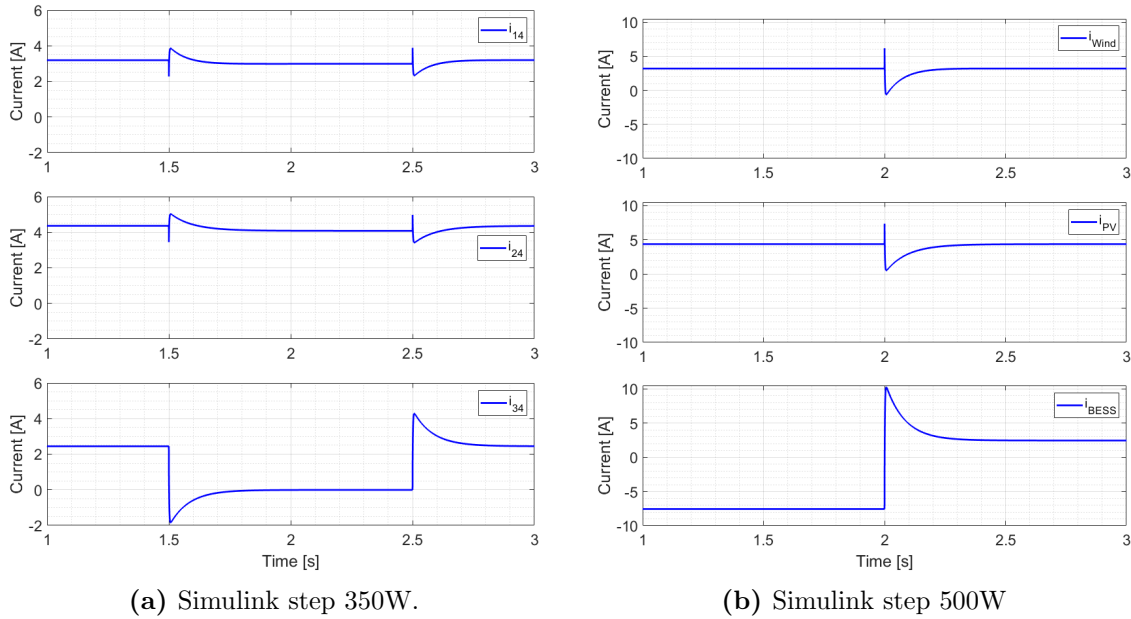 6
4
2
0
-2
Current [A]
i14
1 1.5 2 2.5 3
6
4
2
0
-2
Current [A]
i24
1 1.5 2 2.5 3
6
4
2
0
-2
Current [A]
i34
1 1.5 2 2.5 3
Time [s]
(a) Simulink step 350W.
10
5
0
-5
-10
Current [A]
iWind
1 1.5 2 2.5 3
10
5
0
-5
-10
Current [A]
iPV
1 1.5 2 2.5 3
10
5
0
-5
-10
Current [A]
iBESS
1 1.5 2 2.5 3
Time [s]
(b) Simulink step 500W